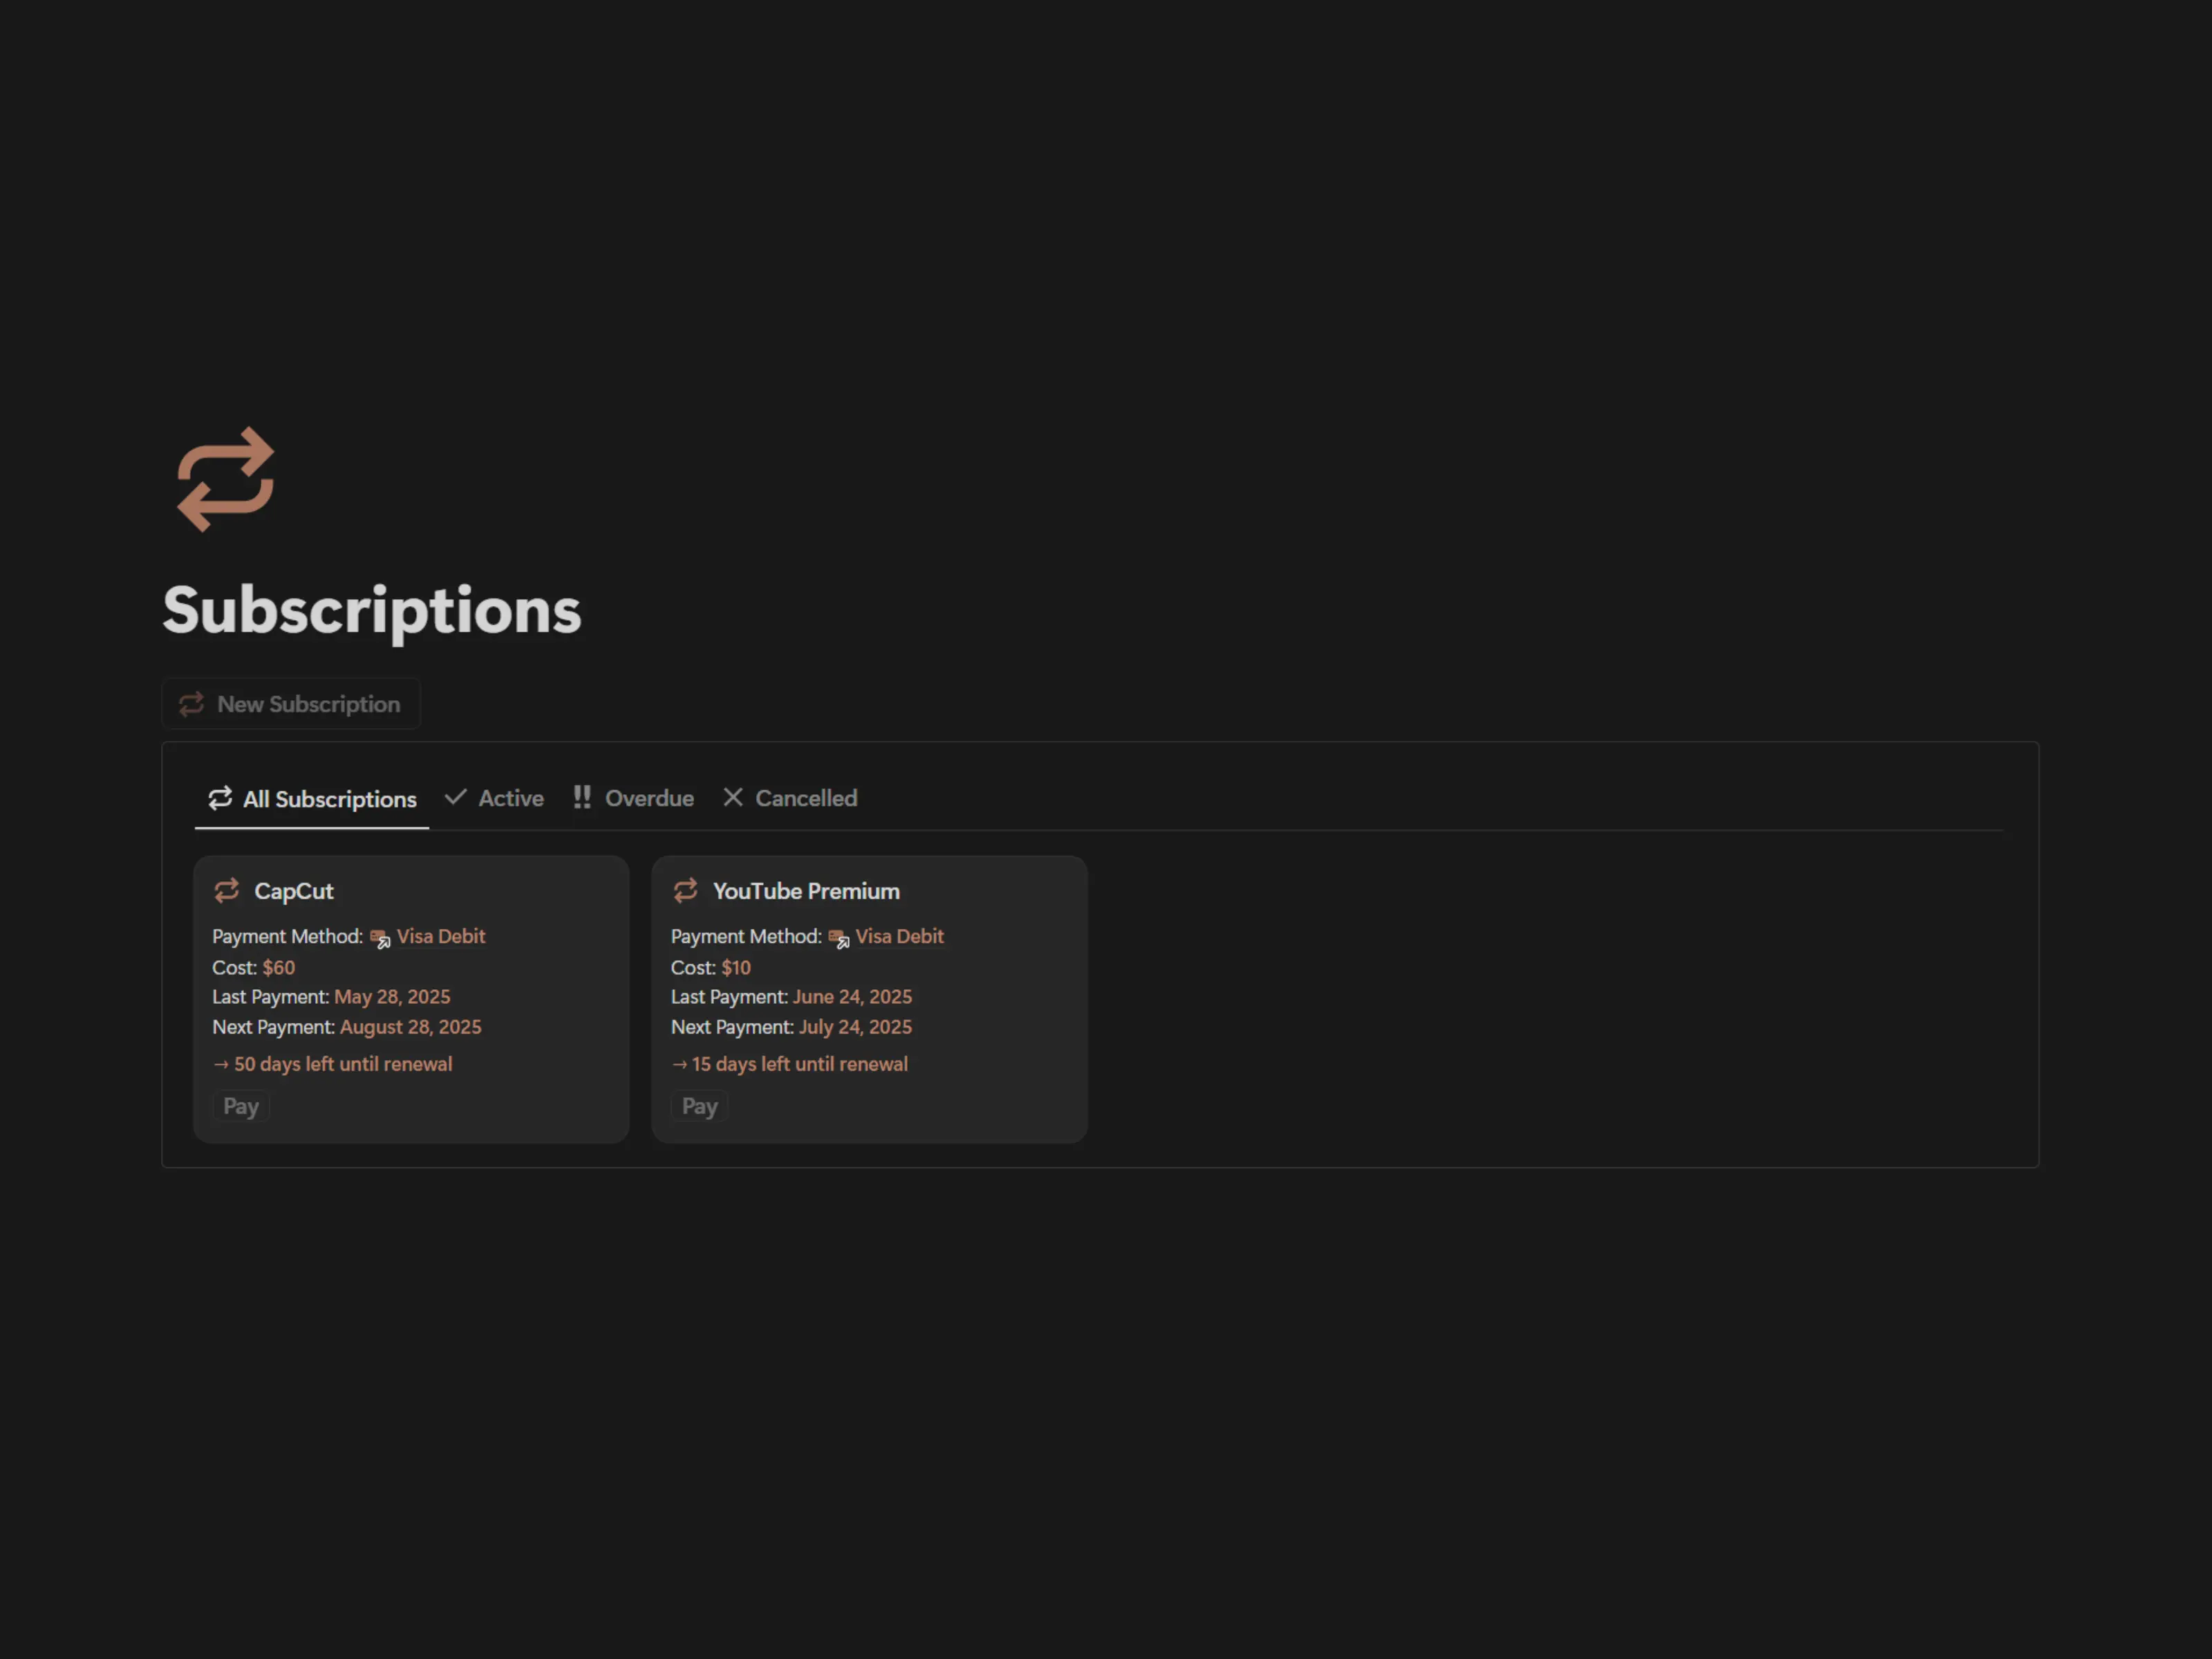 Subscriptions
New Subscription
All Subscriptions Active Overdue Cancelled
CapCut
Payment Method: Visa Debit
Cost: $60
Last Payment: May 28, 2025
Next Payment: August 28, 2025
→ 50 days left until renewal
Pay
YouTube Premium
Payment Method: Visa Debit
Cost: $10
Last Payment: June 24, 2025
Next Payment: July 24, 2025
→ 15 days left until renewal
Pay